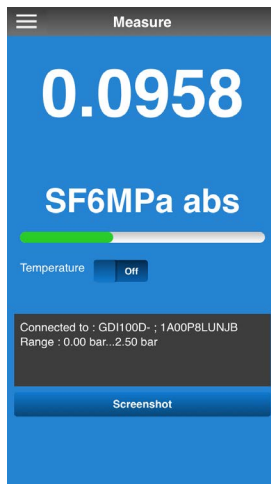 Measure
0.0958
SF6MPa abs
Temperature Off
Connected to : GDI100D- ; 1A00P8LUNJB
Range : 0.00 bar...2.50 bar
Screenshot